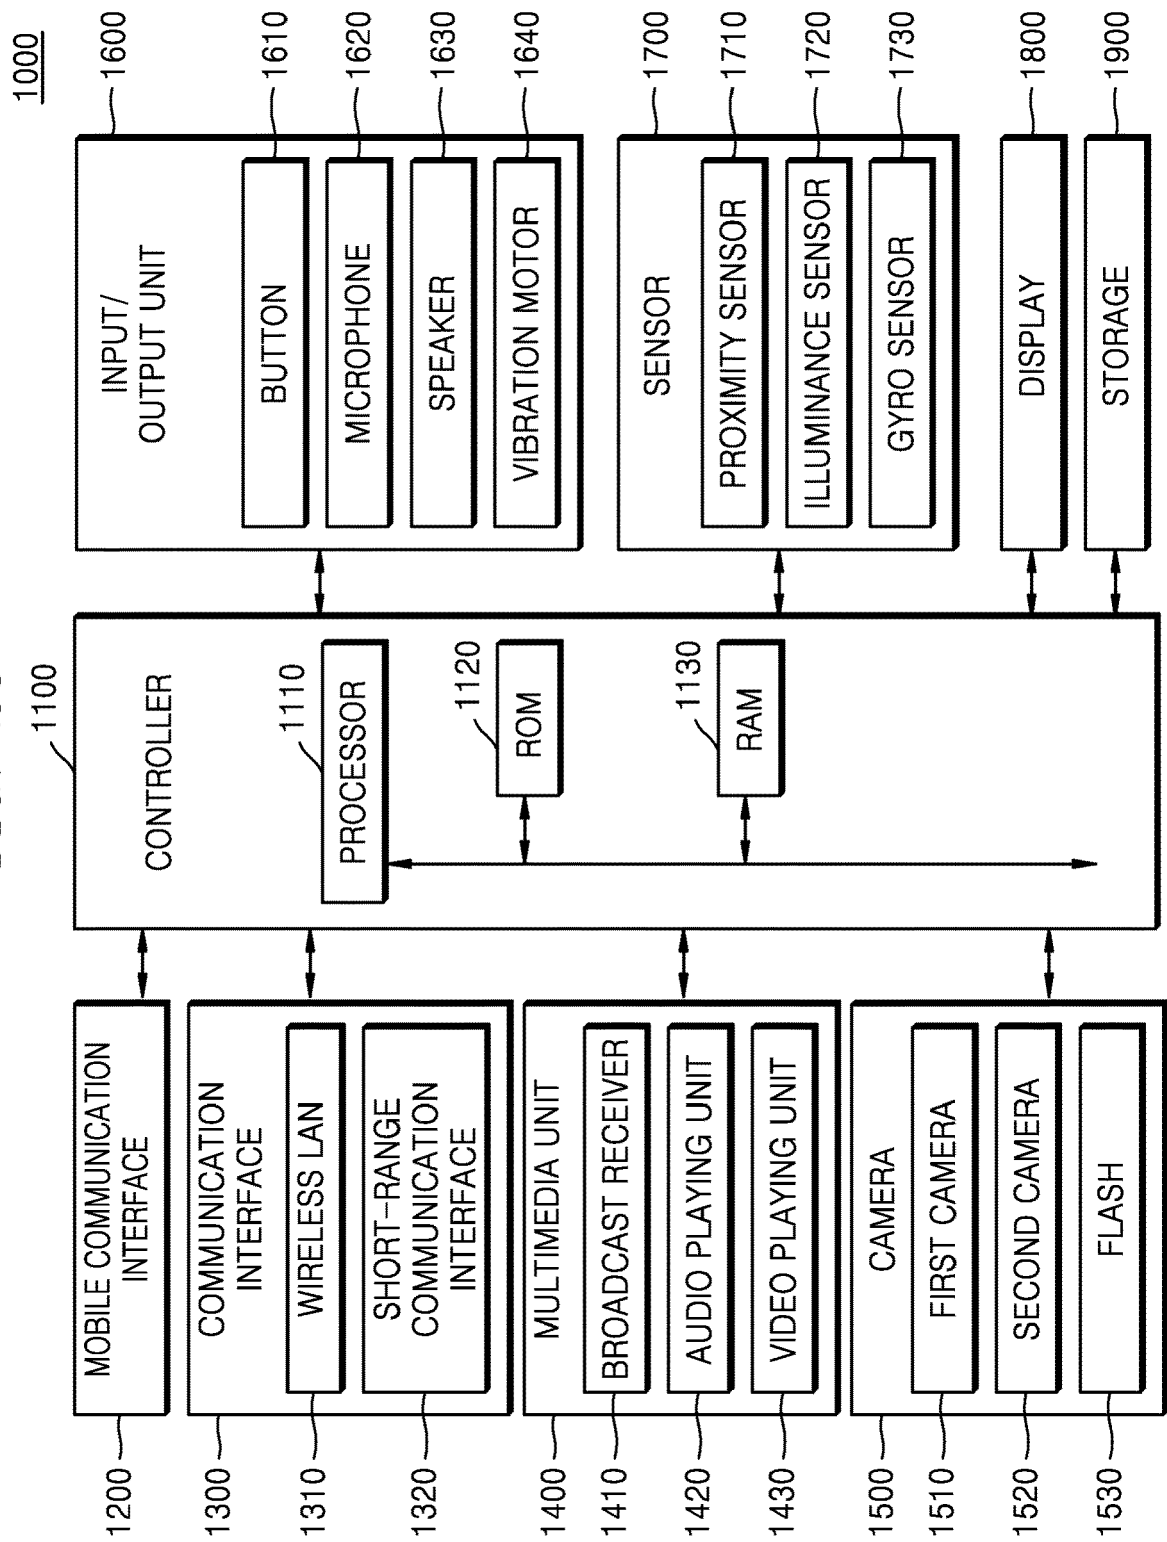 1000
1100
CONTROLLER
1110
PROCESSOR
1120
ROM
1130
RAM
1200
MOBILE COMMUNICATION
INTERFACE
1300
COMMUNICATION
INTERFACE
1310
WIRELESS LAN
1320
SHORT-RANGE
COMMUNICATION
INTERFACE
1400
MULTIMEDIA UNIT
1410
BROADCAST RECEIVER
1420
AUDIO PLAYING UNIT
1430
VIDEO PLAYING UNIT
1500
CAMERA
1510
FIRST CAMERA
1520
SECOND CAMERA
1530
FLASH
1600
INPUT/
OUTPUT UNIT
1610
BUTTON
1620
MICROPHONE
1630
SPEAKER
1640
VIBRATION MOTOR
1700
SENSOR
1710
PROXIMITY SENSOR
1720
ILLUMINANCE SENSOR
1730
GYRO SENSOR
1800
DISPLAY
1900
STORAGE